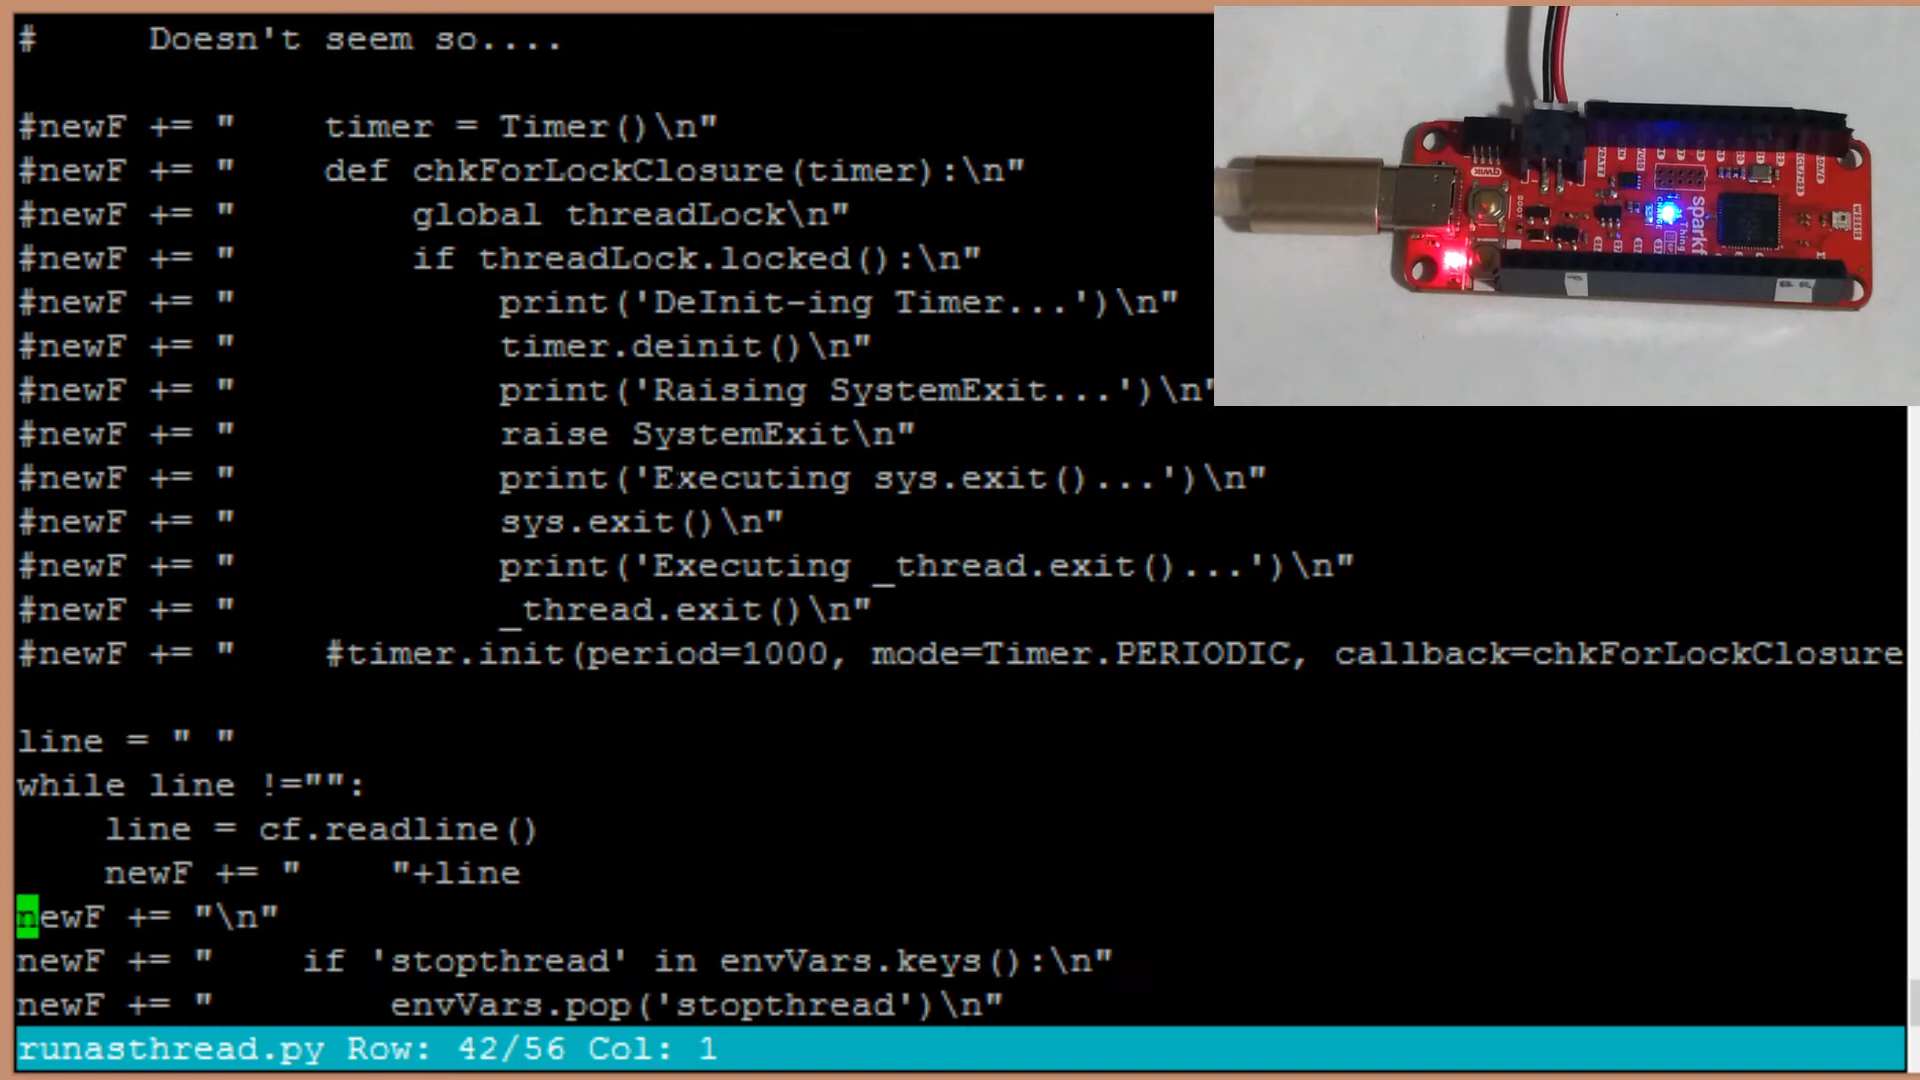 #     Doesn't seem so....
#newF += "    timer = Timer()\n"
#newF += "    def chkForLockClosure(timer):\n"
#newF += "        global threadLock\n"
#newF += "        if threadLock.locked():\n"
#newF += "            print('DeInit-ing Timer...')\n"
#newF += "            timer.deinit()\n"
#newF += "            print('Raising SystemExit...')\n"
#newF += "            raise SystemExit\n"
#newF += "            print('Executing sys.exit()...')\n"
#newF += "            sys.exit()\n"
#newF += "            print('Executing _thread.exit()...')\n"
#newF += "            _thread.exit()\n"
#newF += "    #timer.init(period=1000, mode=Timer.PERIODIC, callback=chkForLockClosure
line = " "
while line !="":
    line = cf.readline()
    newF += "    "+line
newF += "\n"
newF += "    if 'stopthread' in envVars.keys():\n"
newF += "        envVars.pop('stopthread')\n"
runasthread.py Row: 42/56 Col: 1
qwiic
BOOT
sparkf
Thing